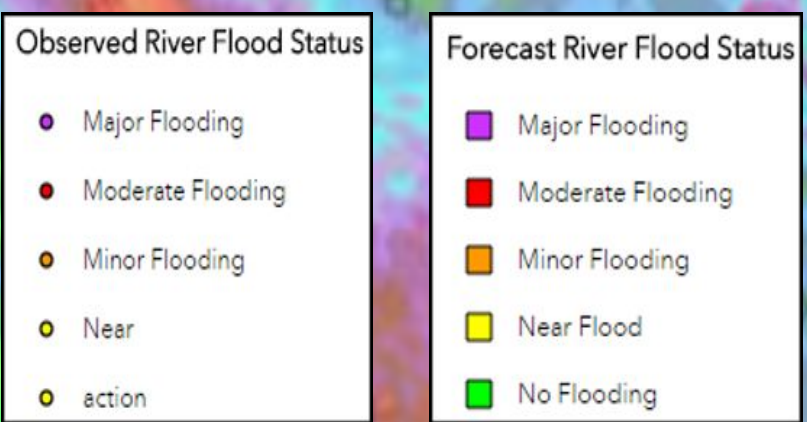 Observed River Flood Status
Major Flooding
Moderate Flooding
Minor Flooding
Near
action
Forecast River Flood Status
Major Flooding
Moderate Flooding
Minor Flooding
Near Flood
No Flooding